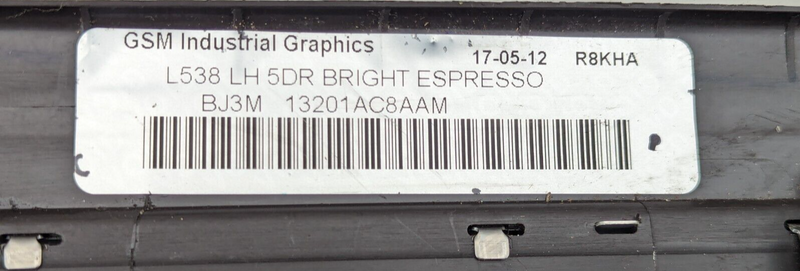 GSM Industrial Graphics 17-05-12 R8KHA
L538 LH 5DR BRIGHT ESPRESSO
BJ3M 13201AC8AAM